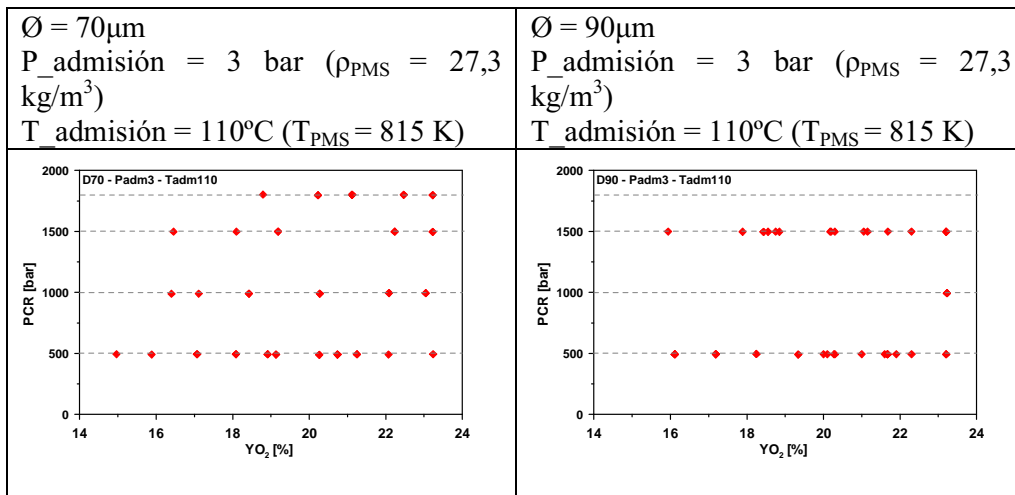 Ø = 70μm
P_admisión = 3 bar (ρPMS = 27,3
kg/m3)
T_admisión = 110ºC (TPMS = 815 K)
Ø = 90μm
P_admisión = 3 bar (ρPMS = 27,3
kg/m3)
T_admisión = 110ºC (TPMS = 815 K)
D70 - Padm3 - Tadm110
PCR [bar]
2000
1500
1000
500
0
14 16 18 20 22 24
YO2 [%]
D90 - Padm3 - Tadm110
PCR [bar]
2000
1500
1000
500
0
14 16 18 20 22 24
YO2 [%]